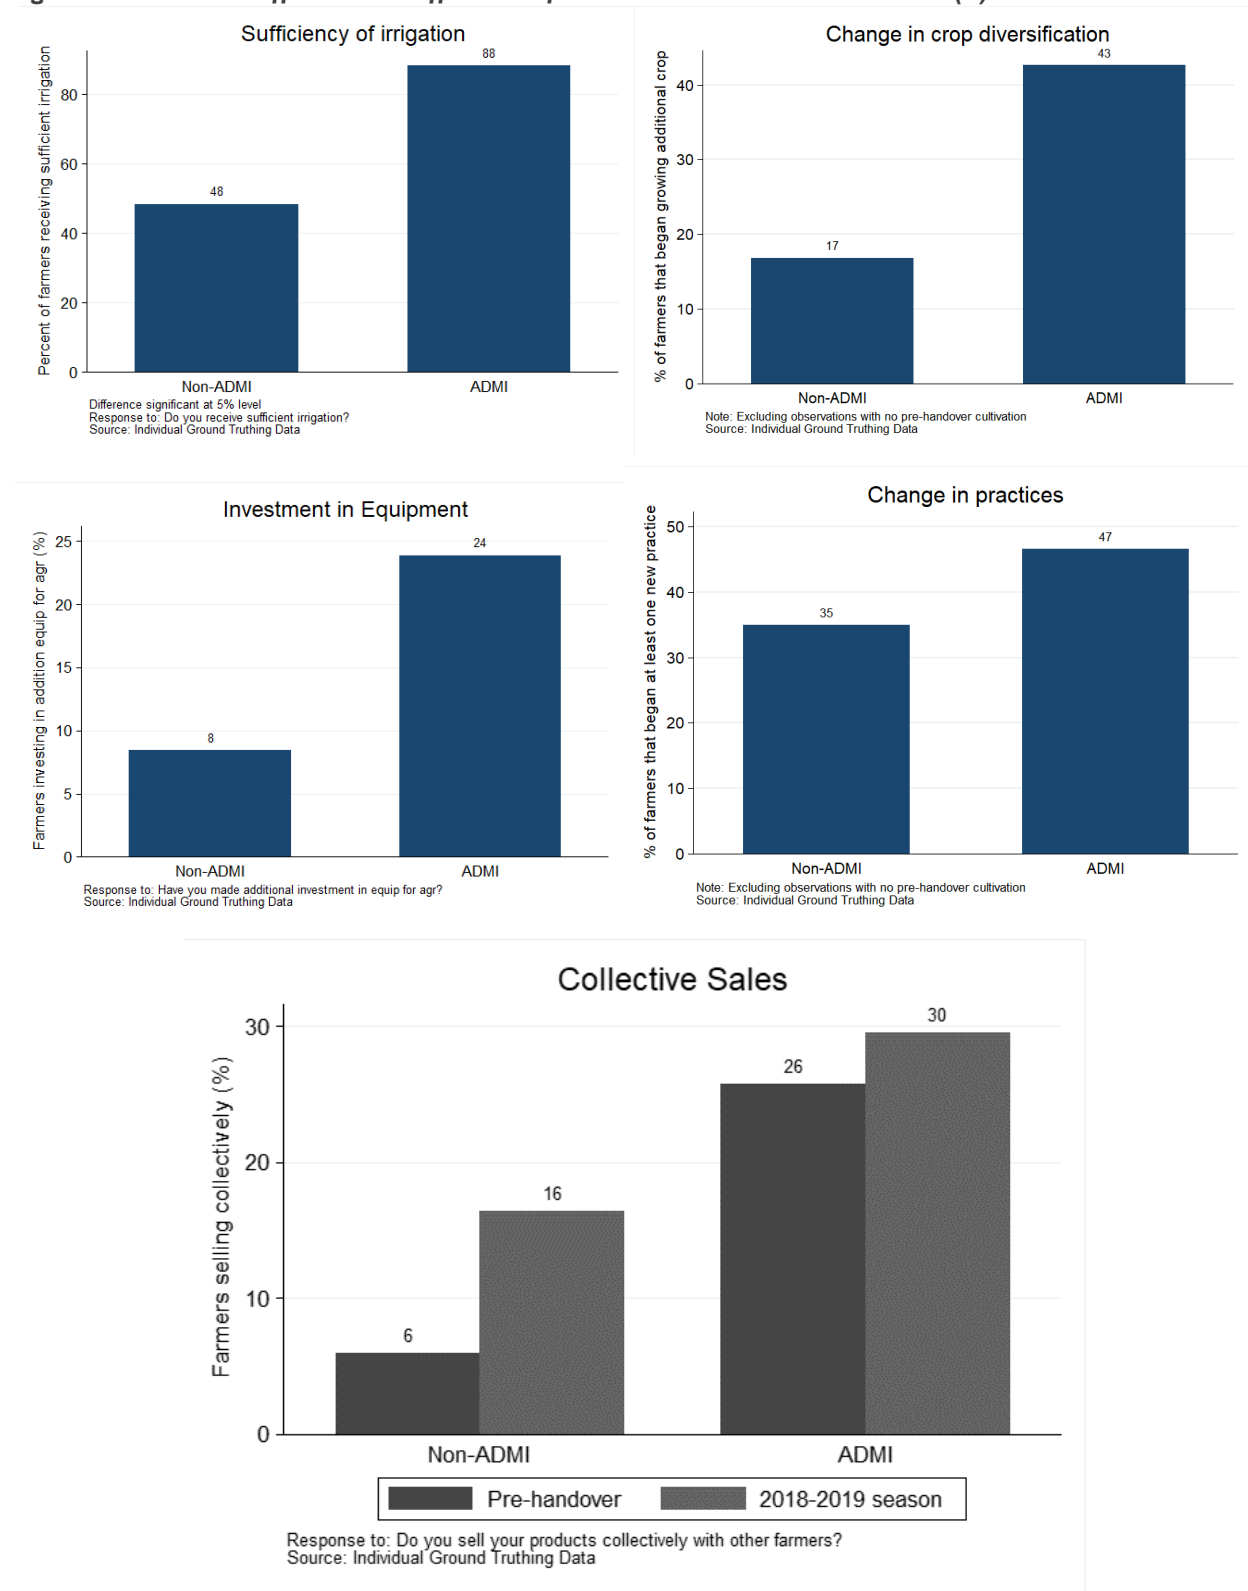 Sufficiency of irrigation
Percent of farmers receiving sufficient irrigation
80
60
40
20
0
48
88
Non-ADMI
ADMI
Difference significant at 5% level
Response to: Do you receive sufficient irrigation?
Source: Individual Ground Truthing Data
Change in crop diversification
% of farmers that began growing additional crop
40
30
20
10
0
17
43
Non-ADMI
ADMI
Note: Excluding observations with no pre-handover cultivation
Source: Individual Ground Truthing Data
Investment in Equipment
Farmers investing in addition equip for agr (%)
25
20
15
10
5
0
8
24
Non-ADMI
ADMI
Response to: Have you made additional investment in equip for agr?
Source: Individual Ground Truthing Data
Change in practices
% of farmers that began at least one new practice
50
40
30
20
10
0
35
47
Non-ADMI
ADMI
Note: Excluding observations with no pre-handover cultivation
Source: Individual Ground Truthing Data
Collective Sales
Farmers selling collectively (%)
30
20
10
0
6
16
26
30
Non-ADMI
ADMI
Pre-handover
2018-2019 season
Response to: Do you sell your products collectively with other farmers?
Source: Individual Ground Truthing Data